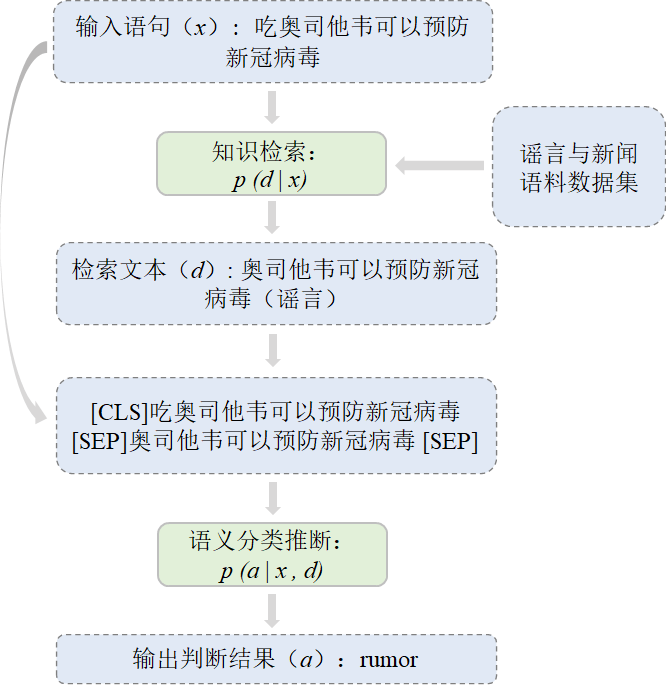 输入语句（x）：吃奥司他韦可以预防
新冠病毒
知识检索：
p (d | x)
谣言与新闻
语料数据集
检索文本（d）: 奥司他韦可以预防新冠
病毒（谣言）
[CLS]吃奥司他韦可以预防新冠病毒
[SEP]奥司他韦可以预防新冠病毒 [SEP]
语义分类推断：
p (a | x , d)
输出判断结果（a）：rumor